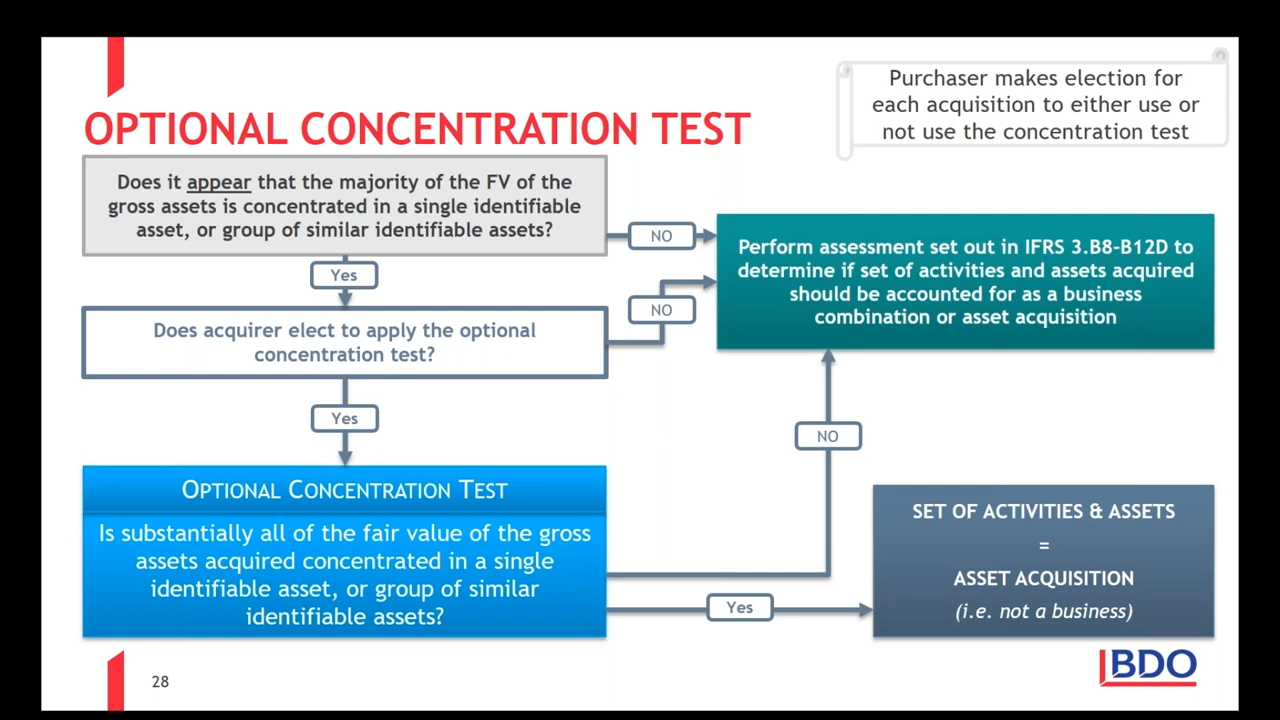 Purchaser makes election for
each acquisition to either use or
not use the concentration test
OPTIONAL CONCENTRATION TEST
Does it appear that the majority of the FV of the
gross assets is concentrated in a single identifiable
asset, or group of similar identifiable assets?
NO
Perform assessment set out in IFRS 3.B8-B12D to
determine if set of activities and assets acquired
should be accounted for as a business
combination or asset acquisition
Yes
NO
Does acquirer elect to apply the optional
concentration test?
Yes
NO
OPTIONAL CONCENTRATION TEST
Is substantially all of the fair value of the gross
assets acquired concentrated in a single
identifiable asset, or group of similar
identifiable assets?
Yes
SET OF ACTIVITIES & ASSETS
=
ASSET ACQUISITION
(i.e. not a business)
28
BDO